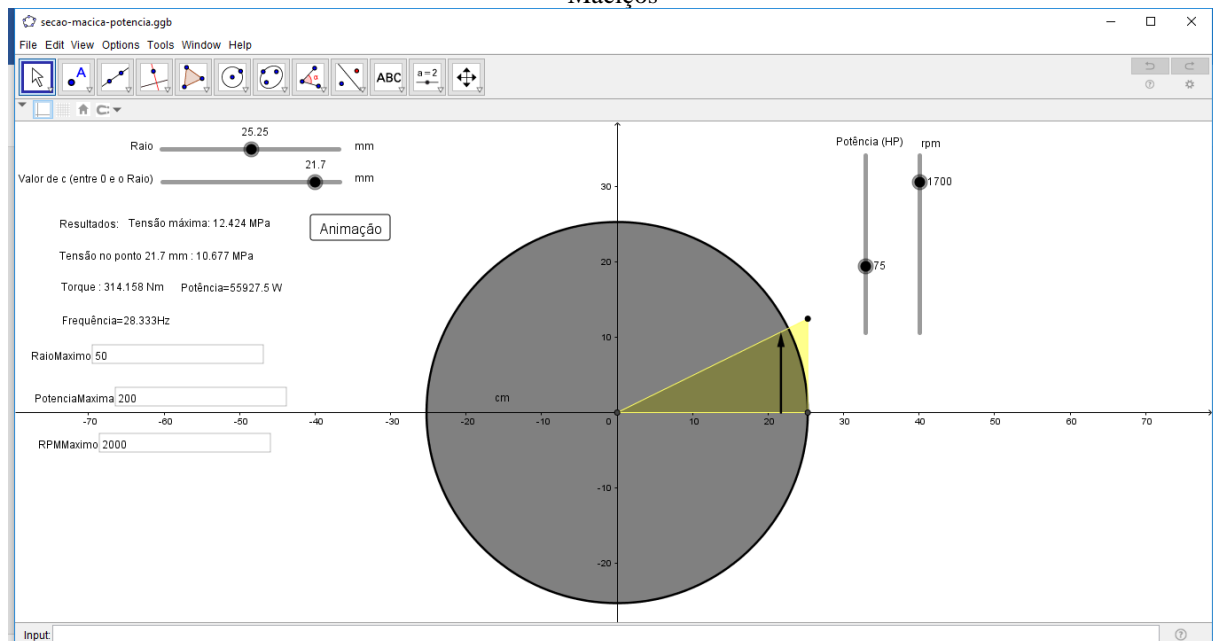 Maciços
secao-macica-potencia.ggb
File Edit View Options Tools Window Help
A α ABC a=2
25.25
Raio mm
21.7
Valor de c (entre 0 e o Raio) mm
Resultados: Tensão máxima: 12.424 MPa
Animação
Tensão no ponto 21.7 mm : 10.677 MPa
Torque : 314.158 Nm Potência=55927.5 W
Frequência=28.333Hz
RaioMaximo 50
PotenciaMaxima 200
RPMMaximo 2000
Potência (HP) rpm
1700
75
30
20
10
cm
-70 -60 -50 -40 -30 -20 -10 0 10 20 30 40 50 60 70
-10
-20
Input: